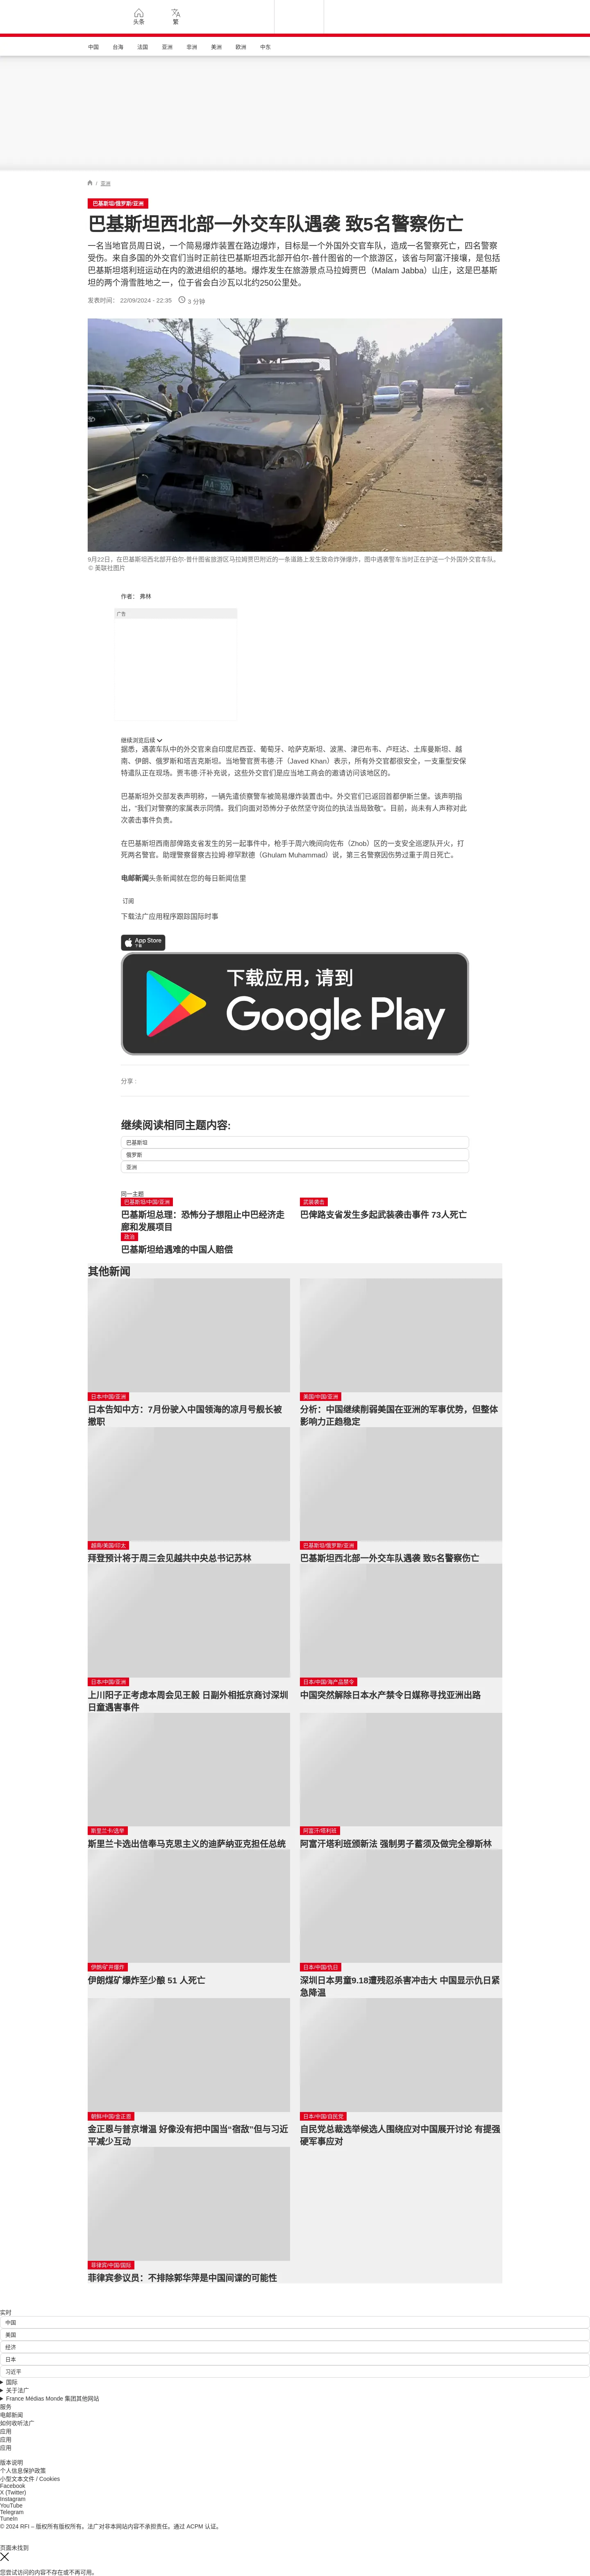 头条
繁
中国
台海
法国
亚洲
非洲
美洲
欧洲
中东
/ 亚洲
巴基斯坦/俄罗斯/亚洲
巴基斯坦西北部一外交车队遇袭 致5名警察伤亡
一名当地官员周日说，一个简易爆炸装置在路边爆炸，目标是一个外国外交官车队，造成一名警察死亡，四名警察
受伤。来自多国的外交官们当时正前往巴基斯坦西北部开伯尔-普什图省的一个旅游区，该省与阿富汗接壤，是包括
巴基斯坦塔利班运动在内的激进组织的基地。爆炸发生在旅游景点马拉姆贾巴（Malam Jabba）山庄，这是巴基斯
坦的两个滑雪胜地之一，位于省会白沙瓦以北约250公里处。
发表时间： 22/09/2024 - 22:35
3 分钟
9月22日，在巴基斯坦西北部开伯尔-普什图省旅游区马拉姆贾巴附近的一条道路上发生致命炸弹爆炸，图中遇袭警车当时正在护送一个外国外交官车队。
© 美联社图片
作者： 弗林
广告
继续浏览后续
据悉，遇袭车队中的外交官来自印度尼西亚、葡萄牙、哈萨克斯坦、波黑、津巴布韦、卢旺达、土库曼斯坦、越
南、伊朗、俄罗斯和塔吉克斯坦。当地警官贾韦德·汗（Javed Khan）表示，所有外交官都很安全，一支重型安保
特遣队正在现场。贾韦德·汗补充说，这些外交官们是应当地工商会的邀请访问该地区的。
巴基斯坦外交部发表声明称，一辆先遣侦察警车被简易爆炸装置击中。外交官们已返回首都伊斯兰堡。该声明指
出，“我们对警察的家属表示同情。我们向面对恐怖分子依然坚守岗位的执法当局致敬”。目前，尚未有人声称对此
次袭击事件负责。
在巴基斯坦西南部俾路支省发生的另一起事件中，枪手于周六晚间向佐布（Zhob）区的一支安全巡逻队开火，打
死两名警官。助理警察督察古拉姆·穆罕默德（Ghulam Muhammad）说，第三名警察因伤势过重于周日死亡。
电邮新闻头条新闻就在您的每日新闻信里
订阅
下载法广应用程序跟踪国际时事
App Store
下载
下载应用，请到
Google Play
分享 :
继续阅读相同主题内容:
巴基斯坦
俄罗斯
亚洲
同一主题
巴基斯坦/中国/亚洲
巴基斯坦总理：恐怖分子想阻止中巴经济走
廊和发展项目
武装袭击
巴俾路支省发生多起武装袭击事件 73人死亡
政治
巴基斯坦给遇难的中国人赔偿
其他新闻
日本/中国/亚洲
日本告知中方：7月份驶入中国领海的凉月号舰长被
撤职
美国/中国/亚洲
分析：中国继续削弱美国在亚洲的军事优势，但整体
影响力正趋稳定
越南/美国/印太
拜登预计将于周三会见越共中央总书记苏林
巴基斯坦/俄罗斯/亚洲
巴基斯坦西北部一外交车队遇袭 致5名警察伤亡
日本/中国/亚洲
上川阳子正考虑本周会见王毅 日副外相抵京商讨深圳
日童遇害事件
日本/中国/海产品禁令
中国突然解除日本水产禁令日媒称寻找亚洲出路
斯里兰卡/选举
斯里兰卡选出信奉马克思主义的迪萨纳亚克担任总统
阿富汗/塔利班
阿富汗塔利班颁新法 强制男子蓄须及做完全穆斯林
伊朗/矿井爆炸
伊朗煤矿爆炸至少酿 51 人死亡
日本/中国/仇日
深圳日本男童9.18遭残忍杀害冲击大 中国显示仇日紧
急降温
朝鲜/中国/金正恩
金正恩与普京增温 好像没有把中国当“宿敌”但与习近
平减少互动
日本/中国/自民党
自民党总裁选举候选人围绕应对中国展开讨论 有提强
硬军事应对
菲律宾/中国/国际
菲律宾参议员：不排除郭华萍是中国间谍的可能性
实时
中国
美国
经济
日本
习近平
国际
关于法广
France Médias Monde 集团其他网站
服务
电邮新闻
如何收听法广
应用
应用
应用
版本说明
个人信息保护政策
小型文本文件 / Cookies
Facebook
X (Twitter)
Instagram
YouTube
Telegram
TuneIn
© 2024 RFI – 版权所有版权所有。法广对非本网站内容不承担责任。通过 ACPM 认证。
页面未找到
您尝试访问的内容不存在或不再可用。